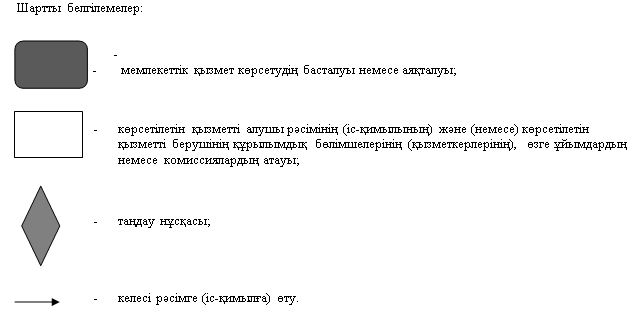 Шартты белгілемелер:
-
- мемлекеттік қызмет көрсетудің басталуы немесе аяқталуы;
- көрсетілетін қызметті алушы рәсімінің (іс-қимылының) және (немесе) көрсетілетін
қызметті берушінің құрылымдық бөлімшелерінің (қызметкерлерінің), өзге ұйымдардың
немесе комиссиялардың атауы;
- таңдау нұсқасы;
- келесі рәсімге (іс-қимылға) өту.